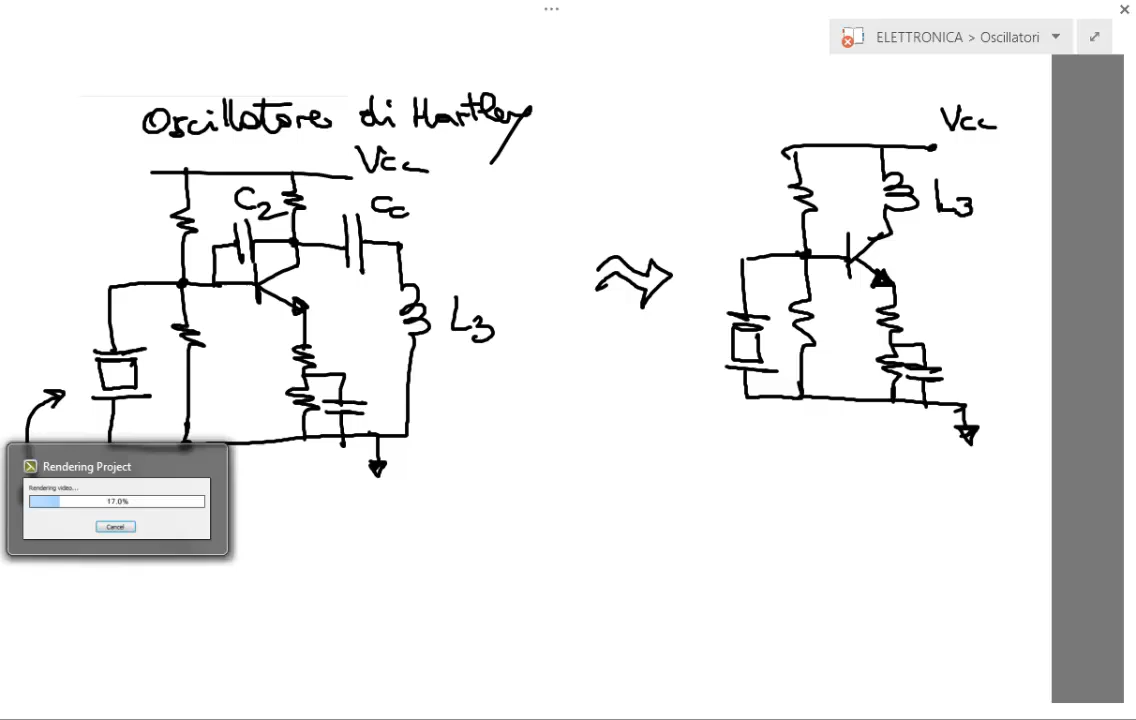 ELETTRONICA > Oscillatori
Oscillatore di Hartley
Vcc
Vcc
C2
Cc
L3
L3
Rendering Project
Rendering video...
17.0%
Cancel